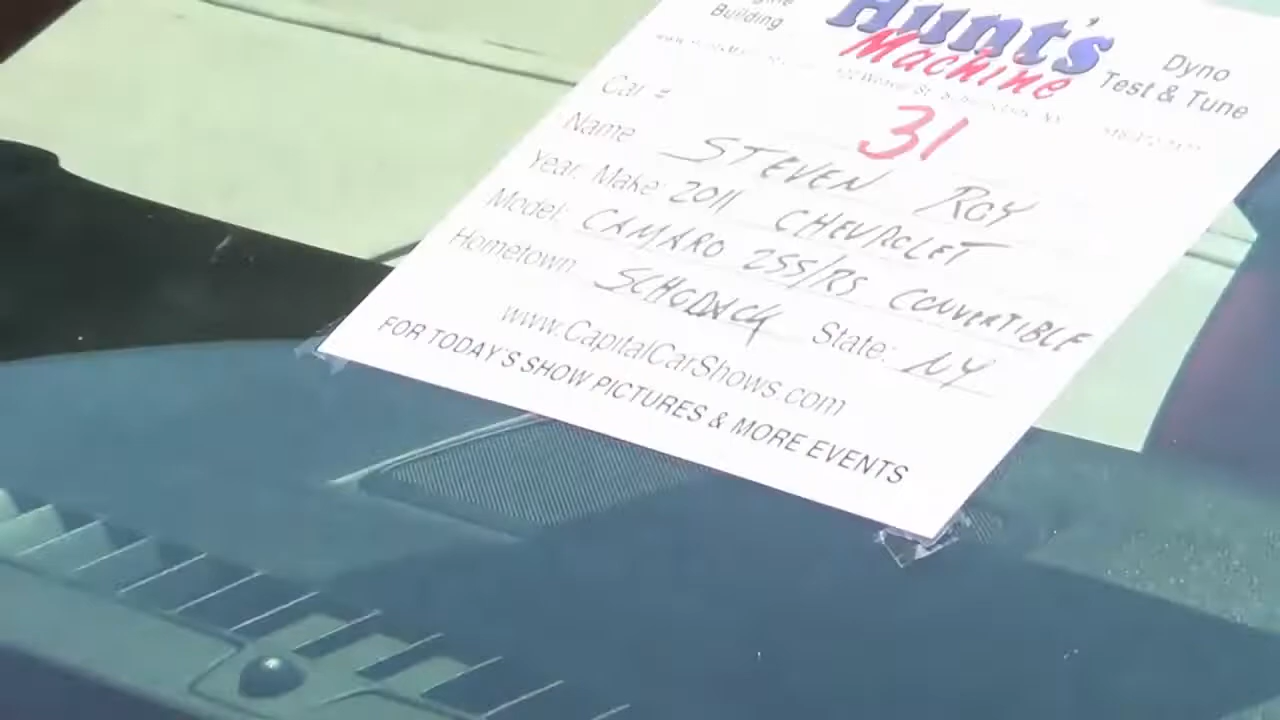 Building
Hunt's
Machine
Dyno
Test & Tune
Car #
31
Name
STEVEN ROY
Year, Make: 2011 CHEVROLET
Model: CAMARO 2SS/RS CONVERTIBLE
Hometown: SCHODACK State: NY
www.CapitalCarShows.com
FOR TODAY'S SHOW PICTURES & MORE EVENTS